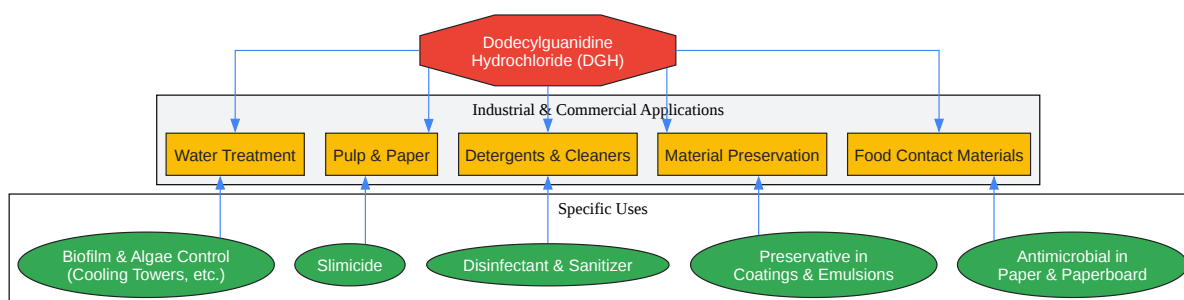 Dodecylguanidine
Hydrochloride (DGH)
Industrial & Commercial Applications
Water Treatment
Pulp & Paper
Detergents & Cleaners
Material Preservation
Food Contact Materials
Specific Uses
Biofilm & Algae Control
(Cooling Towers, etc.)
Slimicide
Disinfectant & Sanitizer
Preservative in
Coatings & Emulsions
Antimicrobial in
Paper & Paperboard